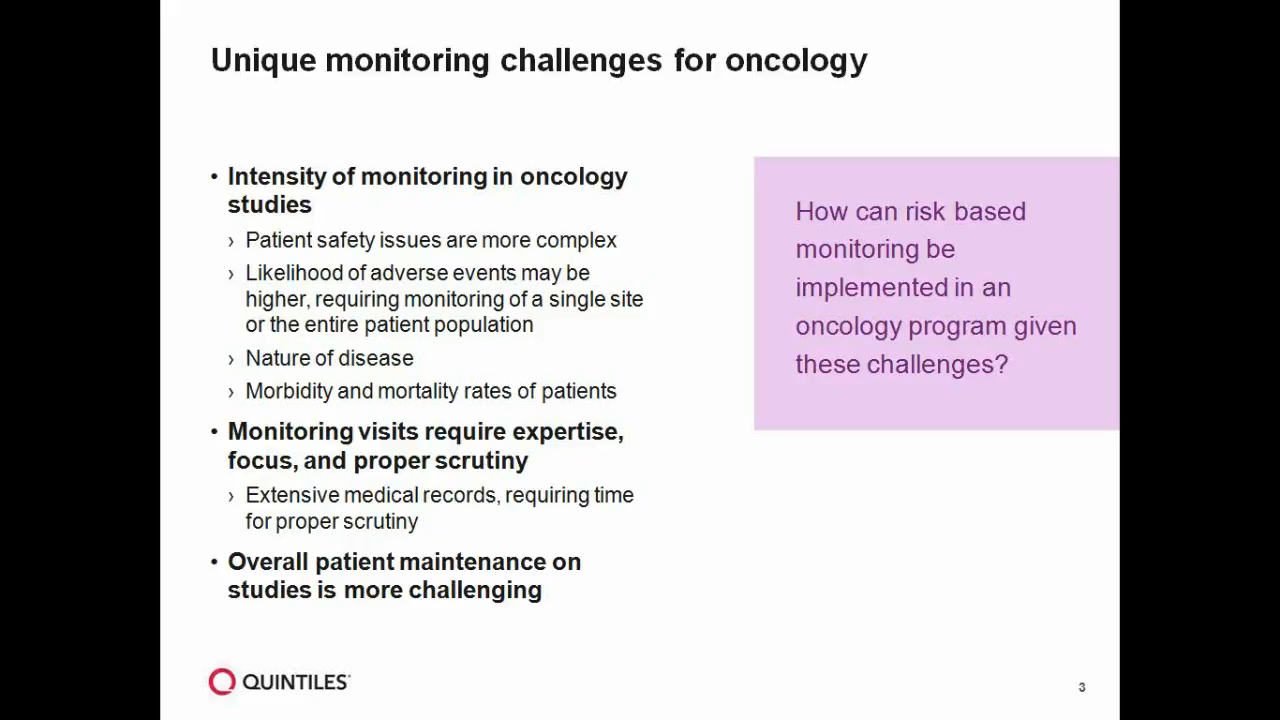 Unique monitoring challenges for oncology
• Intensity of monitoring in oncology
studies
› Patient safety issues are more complex
› Likelihood of adverse events may be
higher, requiring monitoring of a single site
or the entire patient population
› Nature of disease
› Morbidity and mortality rates of patients
• Monitoring visits require expertise,
focus, and proper scrutiny
› Extensive medical records, requiring time
for proper scrutiny
• Overall patient maintenance on
studies is more challenging
How can risk based
monitoring be
implemented in an
oncology program given
these challenges?
QUINTILES
3